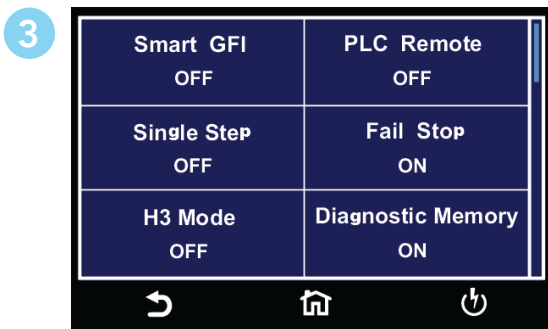 3
Smart GFI
OFF
PLC Remote
OFF
Single Step
OFF
Fail Stop
ON
H3 Mode
OFF
Diagnostic Memory
ON